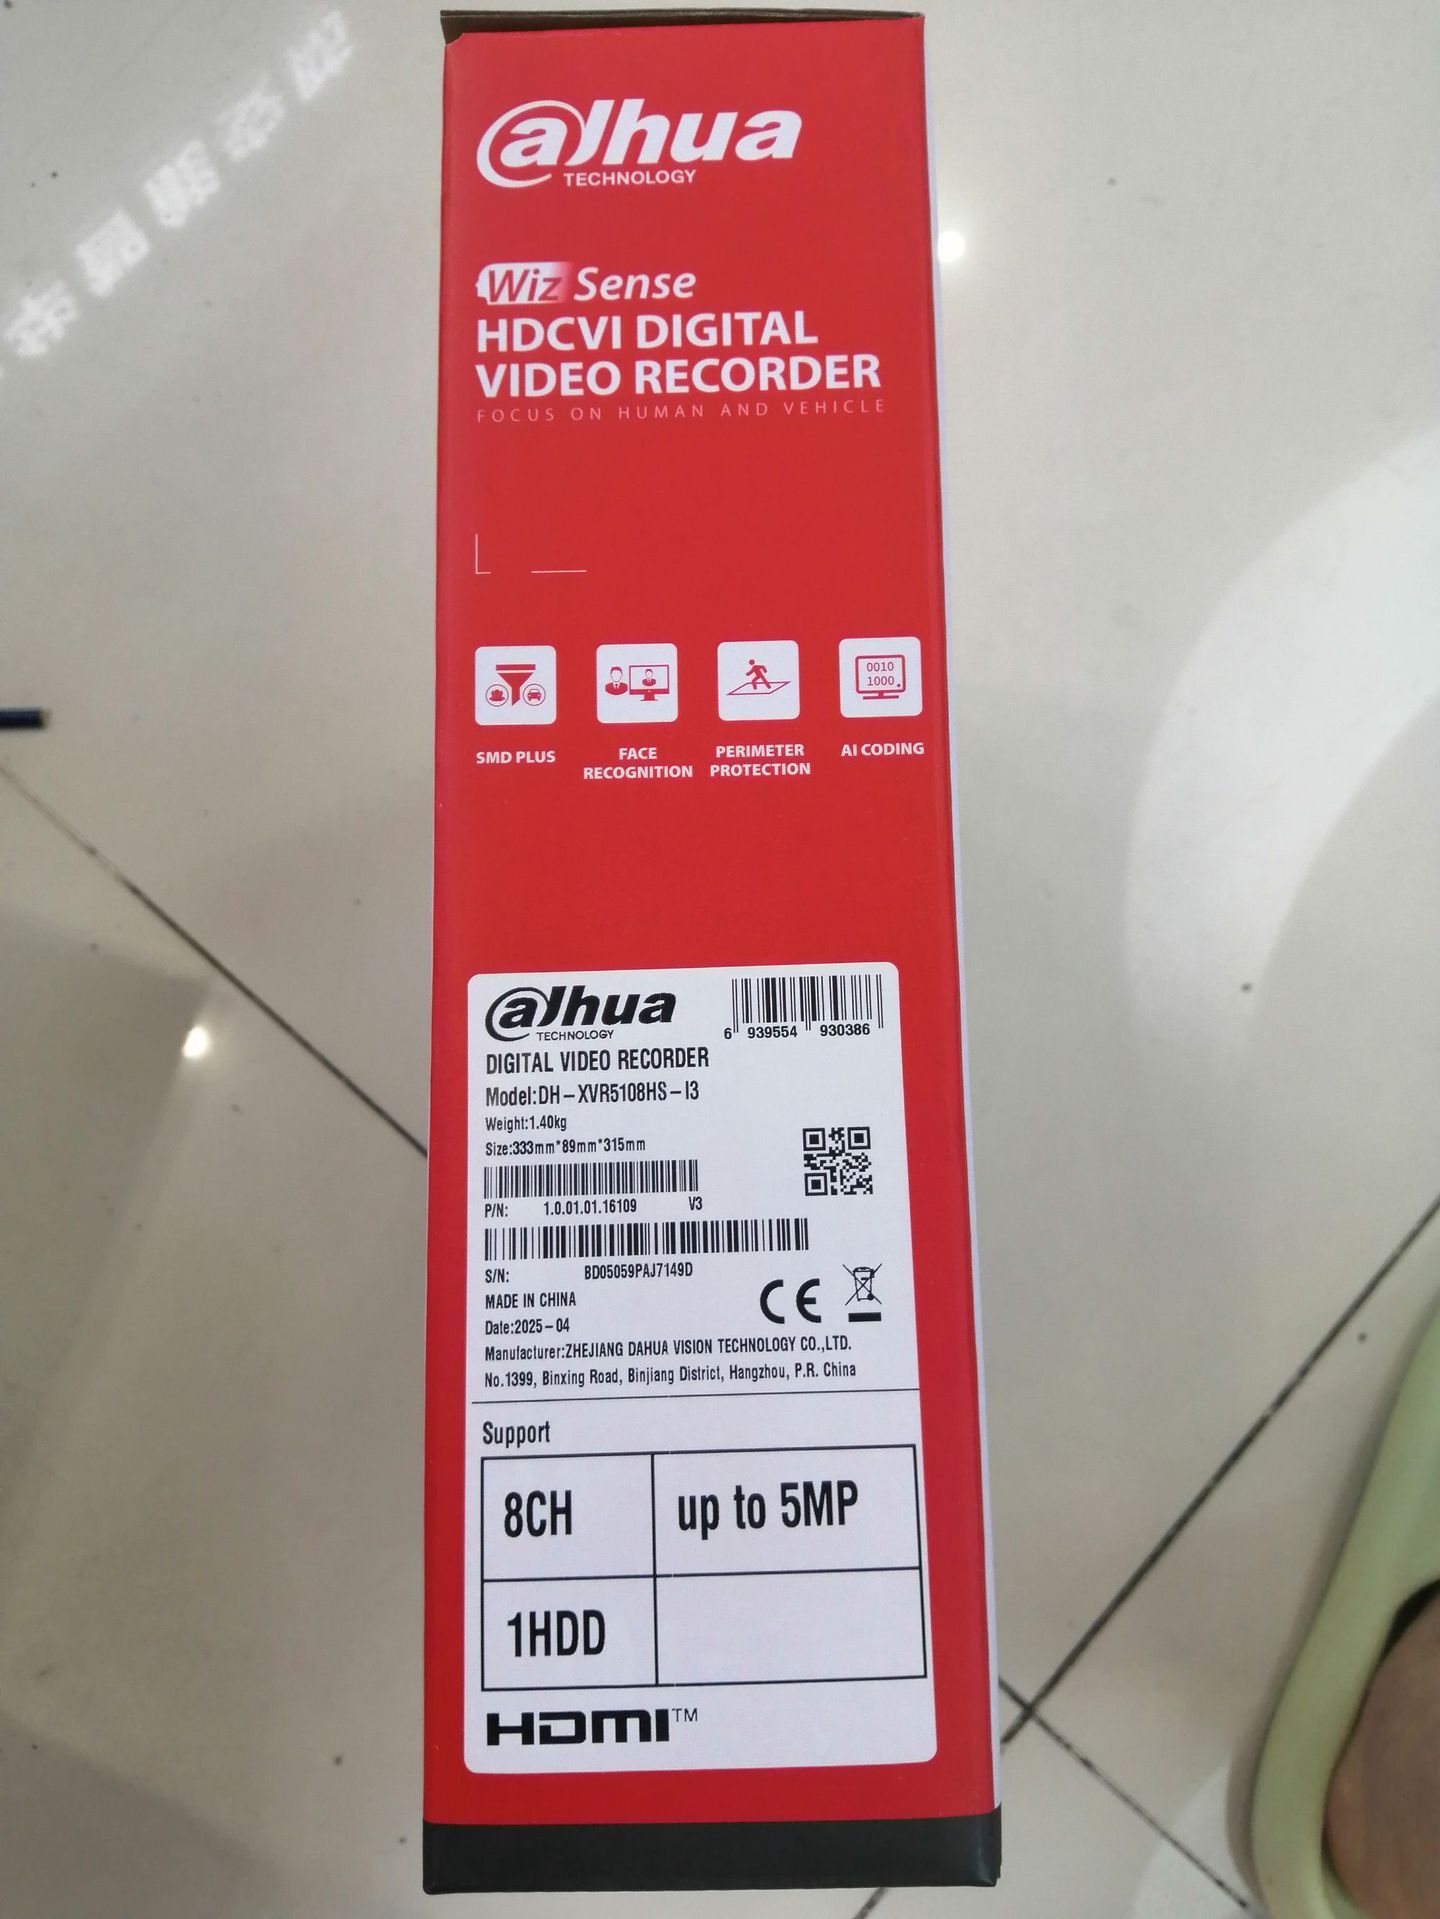 alhua
TECHNOLOGY
Wiz Sense
HDCVI DIGITAL
VIDEO RECORDER
FOCUS ON HUMAN AND VEHICLE
0010
1000
SMD PLUS
FACE
RECOGNITION
PERIMETER
PROTECTION
AI CODING
alhua
TECHNOLOGY
6 939554 930386
DIGITAL VIDEO RECORDER
Model:DH-XVR5108HS-I3
Weight:1.40kg
Size:333mm*89mm*315mm
P/N: 1.0.01.01.16109 V3
S/N: BD05059PAJ7149D
MADE IN CHINA
CE
Date:2025-04
Manufacturer:ZHEJIANG DAHUA VISION TECHNOLOGY CO.,LTD.
No.1399, Binxing Road, Binjiang District, Hangzhou, P.R. China
Support
8CH up to 5MP
1HDD
HDMI™